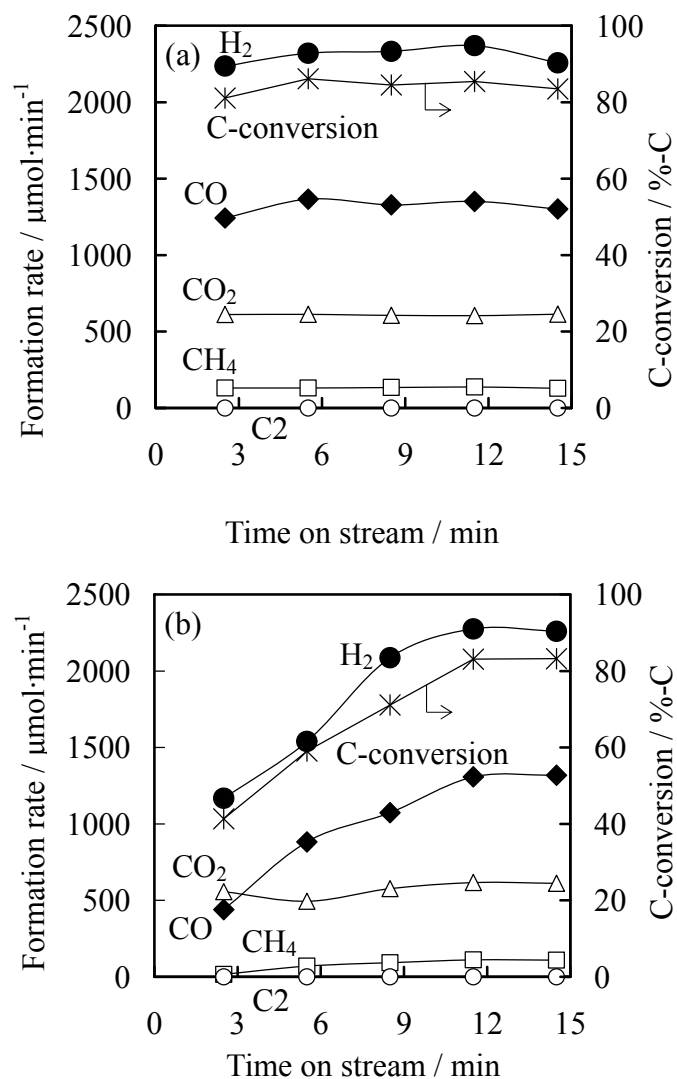 2500
2000
1500
1000
500
0
(a)
H₂
C-conversion
CO
CO₂
CH₄
C2
100
80
60
40
20
0
0 3 6 9 12 15
Formation rate / μmol·min⁻¹
C-conversion / %-C
Time on stream / min
2500
2000
1500
1000
500
0
(b)
H₂
C-conversion
CO₂
CO
CH₄
C2
100
80
60
40
20
0
0 3 6 9 12 15
Formation rate / μmol·min⁻¹
C-conversion / %-C
Time on stream / min